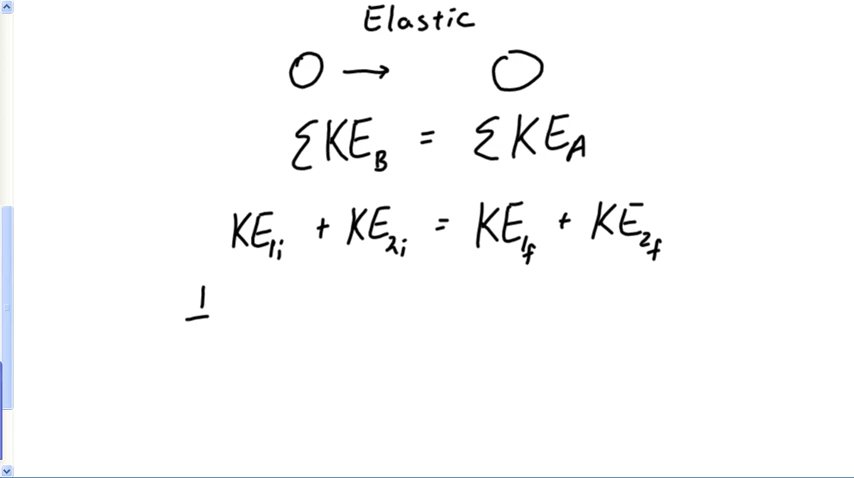 Elastic
ΣKE_B = ΣKE_A
KE_1i + KE_2i = KE_1f + KE_2f
1